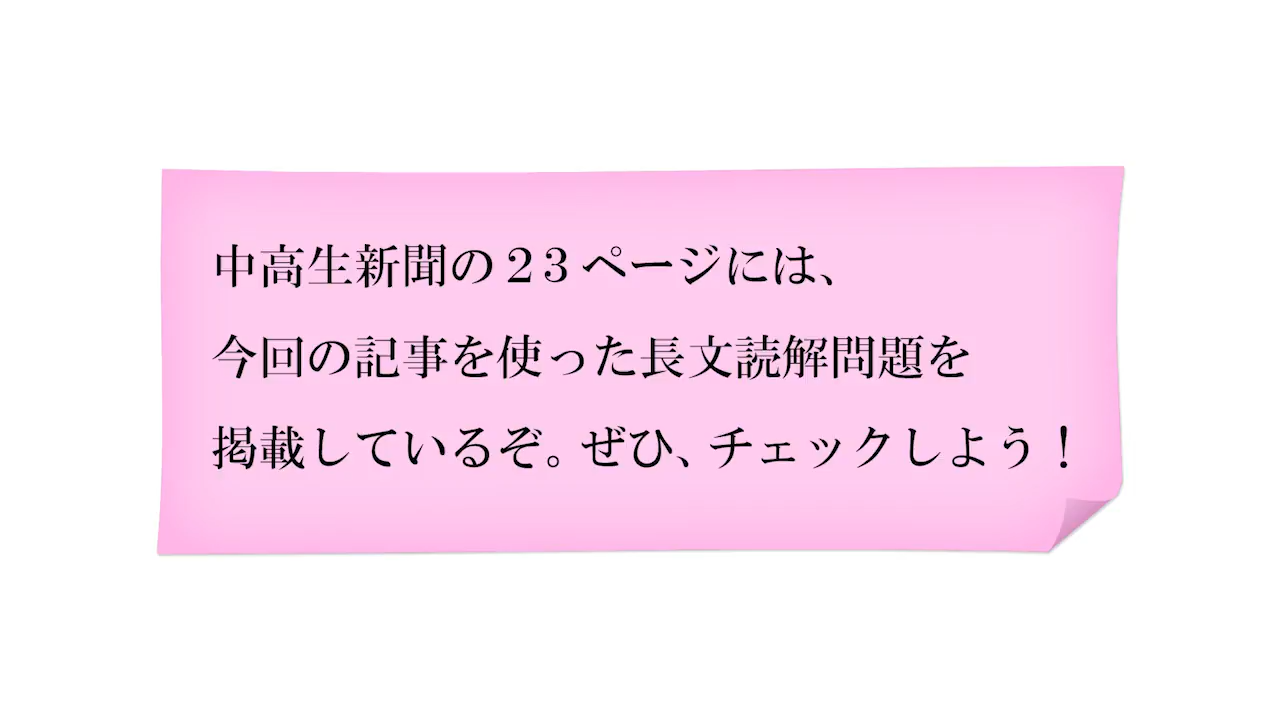 中高生新聞の２３ページには、
今回の記事を使った長文読解問題を
掲載しているぞ。ぜひ、チェックしよう！